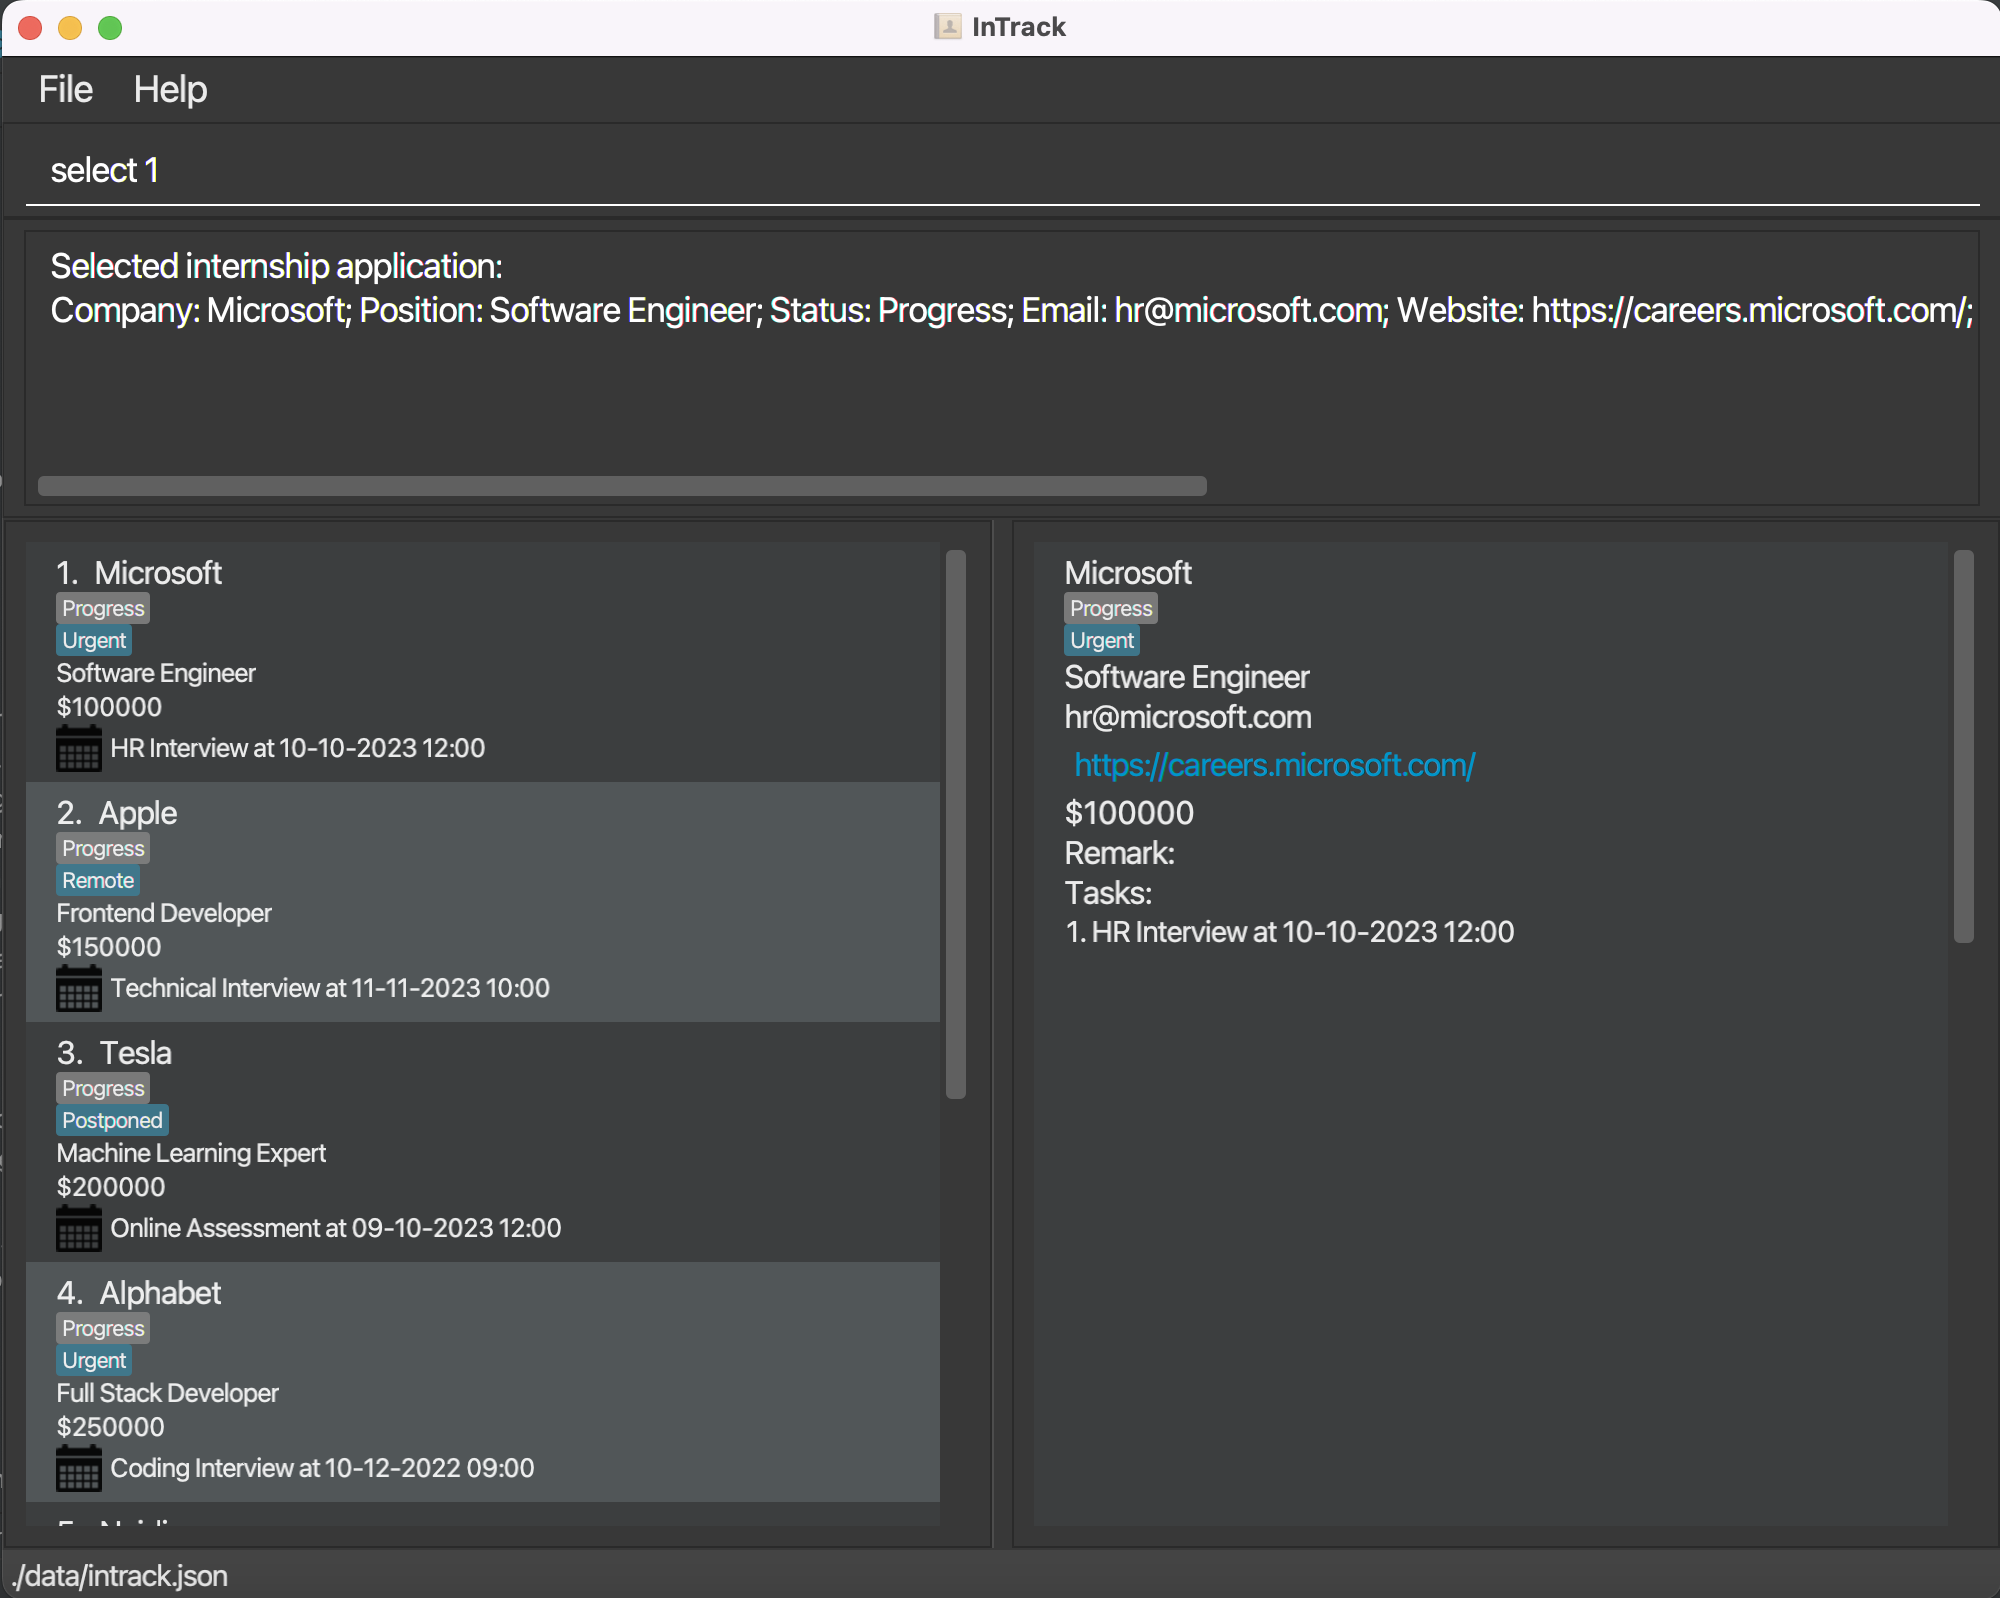 InTrack
File Help
select 1
Selected internship application:
Company: Microsoft; Position: Software Engineer; Status: Progress; Email: hr@microsoft.com; Website: https://careers.microsoft.com/;
1. Microsoft
Progress
Urgent
Software Engineer
$100000
HR Interview at 10-10-2023 12:00
2. Apple
Progress
Remote
Frontend Developer
$150000
Technical Interview at 11-11-2023 10:00
3. Tesla
Progress
Postponed
Machine Learning Expert
$200000
Online Assessment at 09-10-2023 12:00
4. Alphabet
Progress
Urgent
Full Stack Developer
$250000
Coding Interview at 10-12-2022 09:00
Microsoft
Progress
Urgent
Software Engineer
hr@microsoft.com
https://careers.microsoft.com/
$100000
Remark:
Tasks:
1. HR Interview at 10-10-2023 12:00
./data/intrack.json